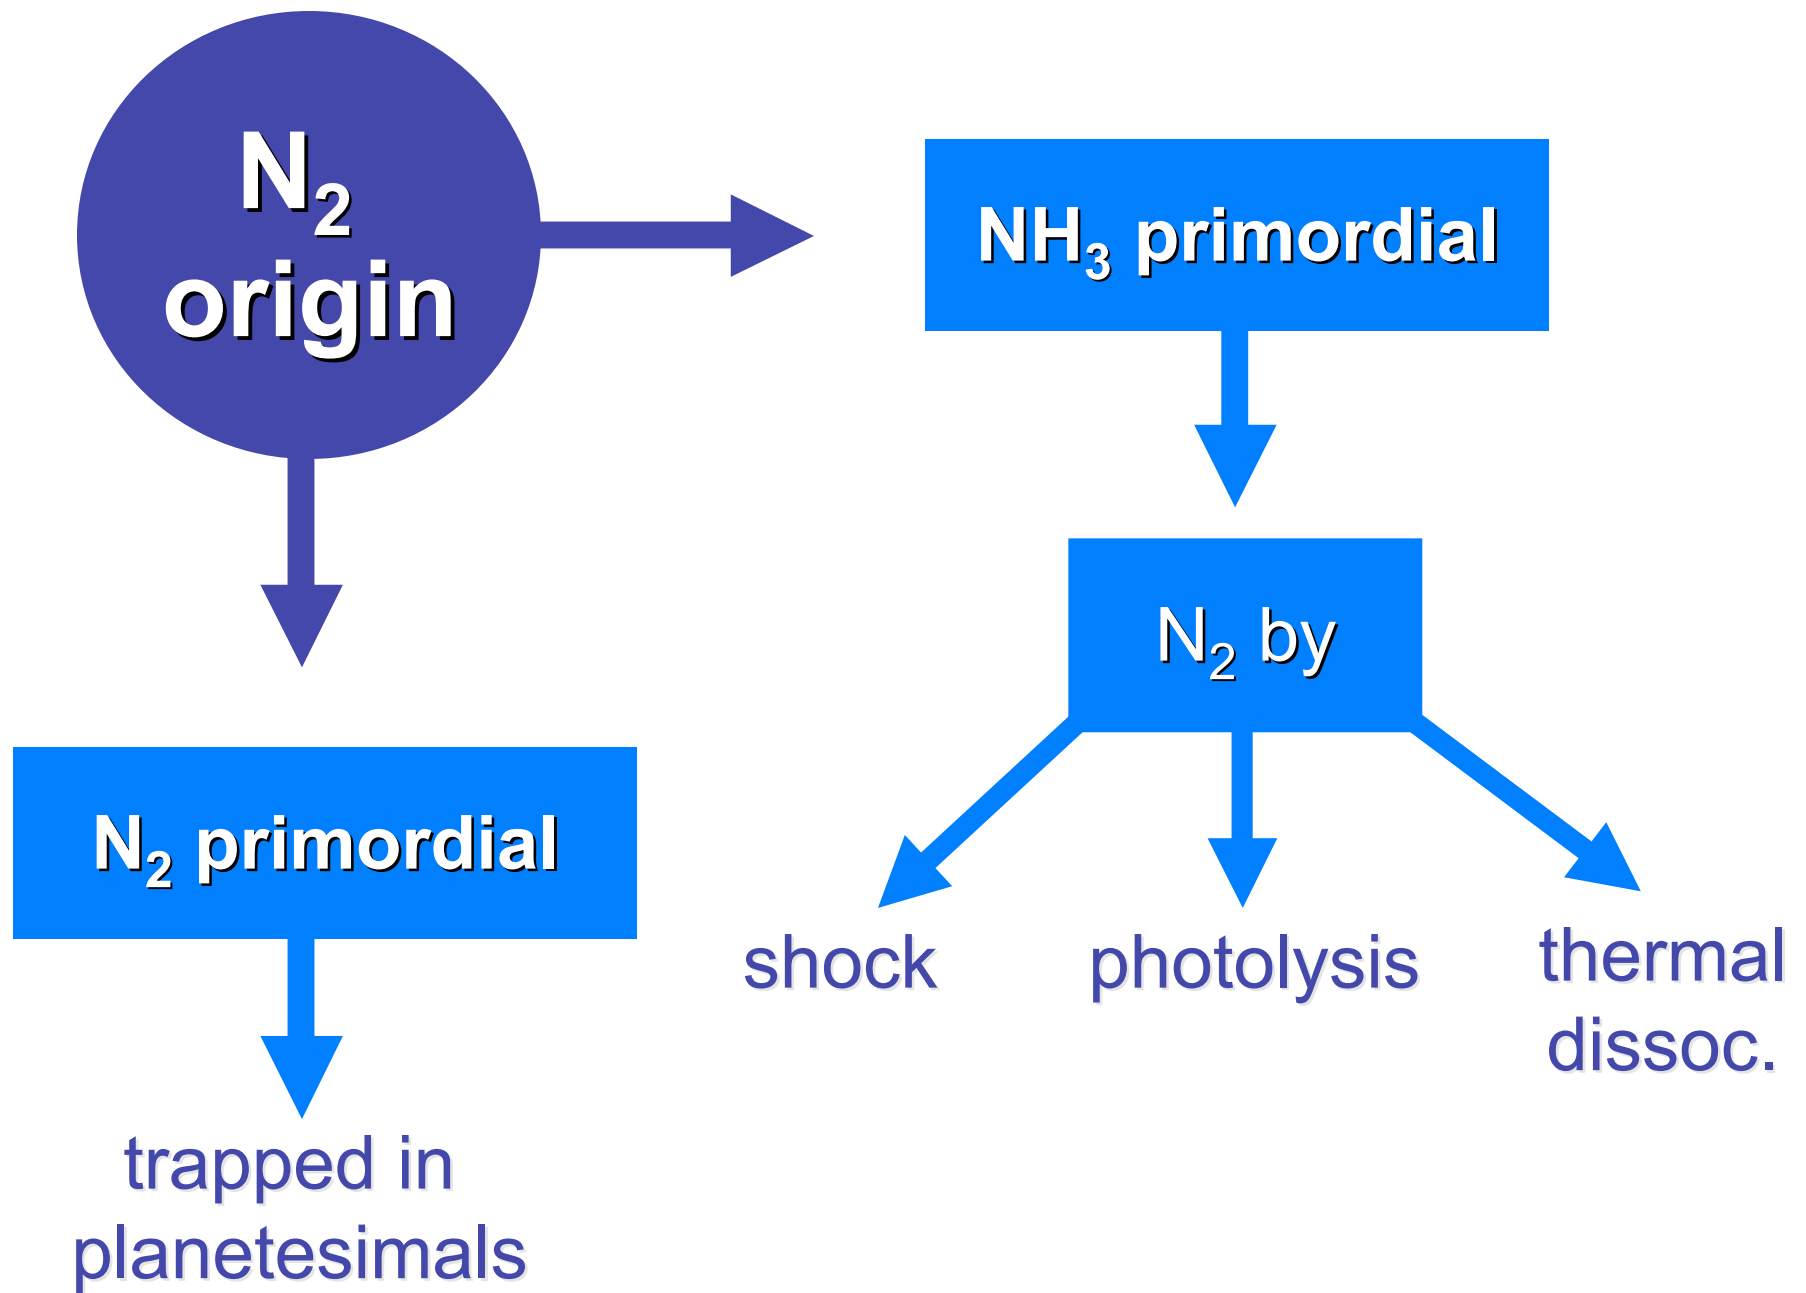 N₂
origin
NH₃ primordial
N₂ by
N₂ primordial
shock
photolysis
thermal
dissoc.
trapped in
planetesimals